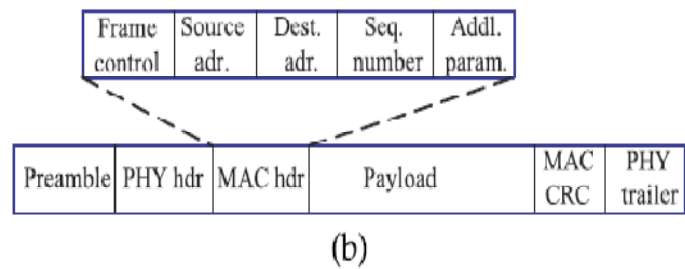 Frame control
Source adr.
Dest. adr.
Seq. number
Addl. param.
Preamble
PHY hdr
MAC hdr
Payload
MAC CRC
PHY trailer
(b)